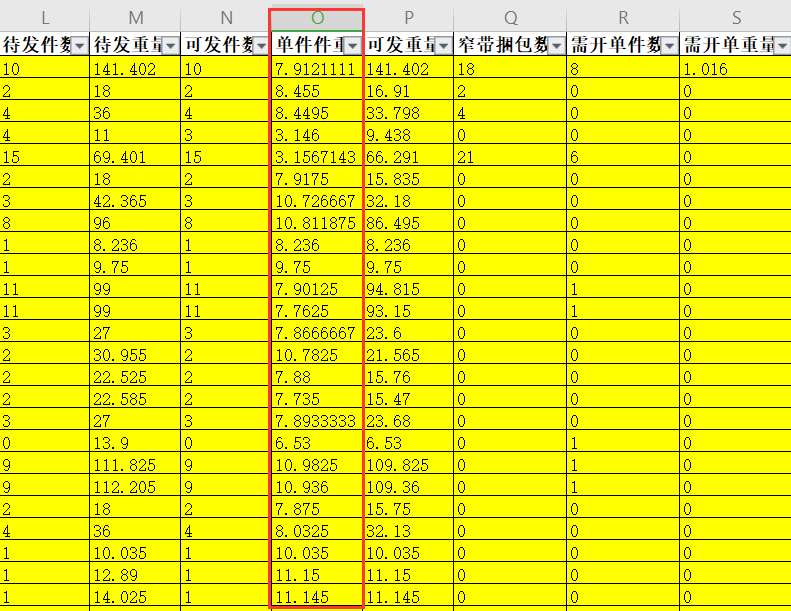 L M N O P Q R S
待发件数 待发重量 可发件数 单件件重 可发重量 窄带捆包数 需开单件数 需开单重量
10 141.402 10 7.9121111 141.402 18 8 1.016
2 18 2 8.455 16.91 2 0 0
4 36 4 8.4495 33.798 4 0 0
4 11 3 3.146 9.438 0 0 0
15 69.401 15 3.1567143 66.291 21 6 0
2 18 2 7.9175 15.835 0 0 0
3 42.365 3 10.726667 32.18 0 0 0
8 96 8 10.811875 86.495 0 0 0
1 8.236 1 8.236 8.236 0 0 0
1 9.75 1 9.75 9.75 0 0 0
11 99 11 7.90125 94.815 0 1 0
11 99 11 7.7625 93.15 0 1 0
3 27 3 7.8666667 23.6 0 0 0
2 30.955 2 10.7825 21.565 0 0 0
2 22.525 2 7.88 15.76 0 0 0
2 22.585 2 7.735 15.47 0 0 0
3 27 3 7.8933333 23.68 0 0 0
0 13.9 0 6.53 6.53 0 1 0
9 111.825 9 10.9825 109.825 0 1 0
9 112.205 9 10.936 109.36 0 1 0
2 18 2 7.875 15.75 0 0 0
4 36 4 8.0325 32.13 0 0 0
1 10.035 1 10.035 10.035 0 0 0
1 12.89 1 11.15 11.15 0 0 0
1 14.025 1 11.145 11.145 0 0 0